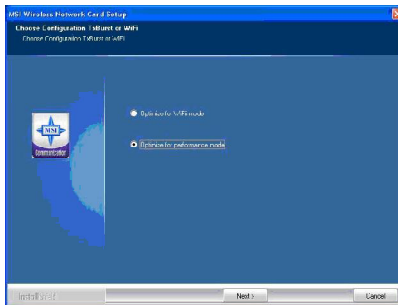 MSI Wireless Network Card Setup
Choose Configuration TxBurst or WiFi
Choose Configuration TxBurst or WiFi
MSI
Communication
Optimize for WiFi mode
Optimize for performance mode
InstallShield
Next >
Cancel